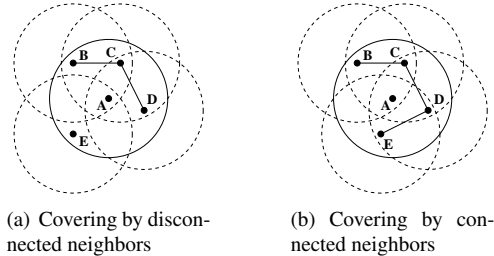 B C
A D
E
B C
A D
E
(a) Covering by discon-
nected neighbors
(b) Covering by con-
nected neighbors